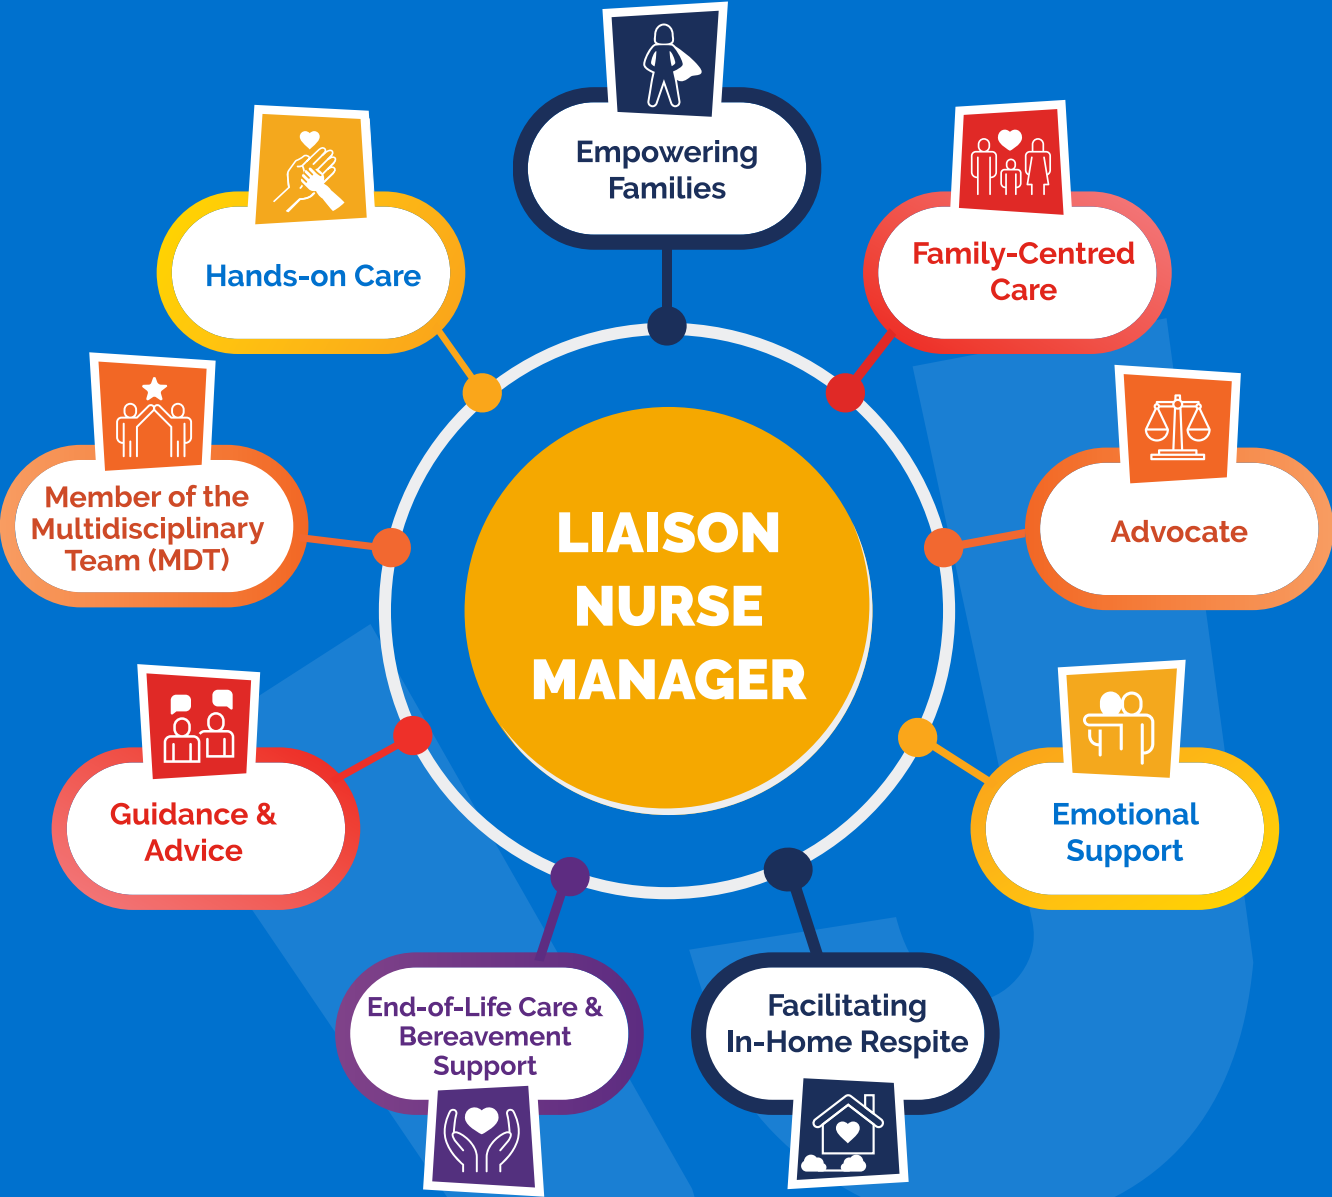 Empowering
Families
Family-Centred
Care
Advocate
Emotional
Support
Facilitating
In-Home Respite
End-of-Life Care &
Bereavement
Support
Guidance &
Advice
Member of the
Multidisciplinary
Team (MDT)
Hands-on Care
LIAISON
NURSE
MANAGER